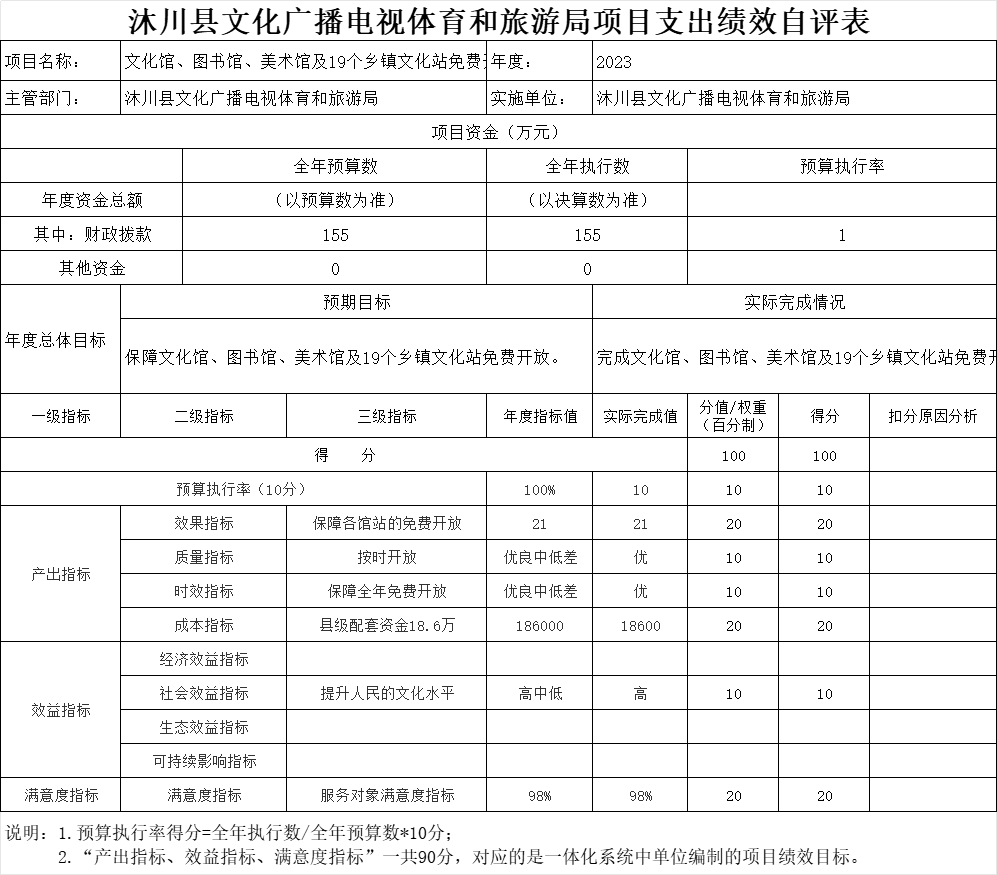 沐川县文化广播电视体育和旅游局项目支出绩效自评表
项目名称： 文化馆、图书馆、美术馆及19个乡镇文化站免费 年度： 2023
主管部门： 沐川县文化广播电视体育和旅游局 实施单位： 沐川县文化广播电视体育和旅游局
项目资金（万元）
全年预算数 全年执行数 预算执行率
年度资金总额 （以预算数为准） （以决算数为准）
其中：财政拨款 155 155 1
其他资金 0 0
年度总体目标 预期目标 实际完成情况
保障文化馆、图书馆、美术馆及19个乡镇文化站免费开放。 完成文化馆、图书馆、美术馆及19个乡镇文化站免费开
一级指标 二级指标 三级指标 年度指标值 实际完成值 分值/权重（百分制） 得分 扣分原因分析
得 分 100 100
预算执行率（10分） 100% 10 10 10
产出指标 效果指标 保障各馆站的免费开放 21 21 20 20
质量指标 按时开放 优良中低差 优 10 10
时效指标 保障全年免费开放 优良中低差 优 10 10
成本指标 县级配套资金18.6万 186000 18600 20 20
效益指标 经济效益指标
社会效益指标 提升人民的文化水平 高中低 高 10 10
生态效益指标
可持续影响指标
满意度指标 满意度指标 服务对象满意度指标 98% 98% 20 20
说明：1.预算执行率得分=全年执行数/全年预算数*10分；
2.“产出指标、效益指标、满意度指标”一共90分，对应的是一体化系统中单位编制的项目绩效目标。